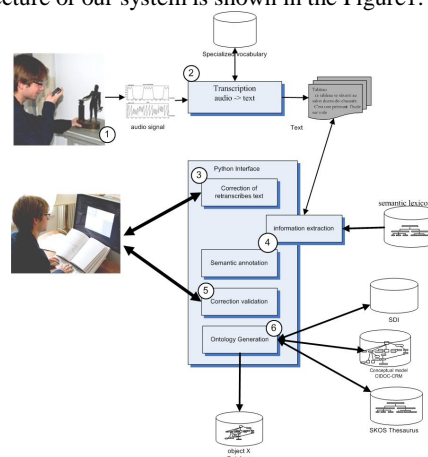 ecture of our system is shown in the Figure1.
Specialized vocabulary
2
Transcription
audio -> text
1
audio signal
Text
Python Interface
3
Correction of
retranscribes text
semantic lexico
information extraction
4
Semantic annotation
5
Correction validation
SDI
6
Ontology Generation
Conceptual model
CIDOC-CRM
SKOS Thesaurus
object X